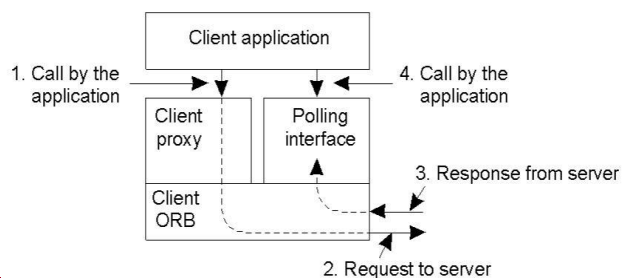 Client application
1. Call by the
application
4. Call by the
application
Client
proxy
Polling
interface
3. Response from server
Client
ORB
2. Request to server